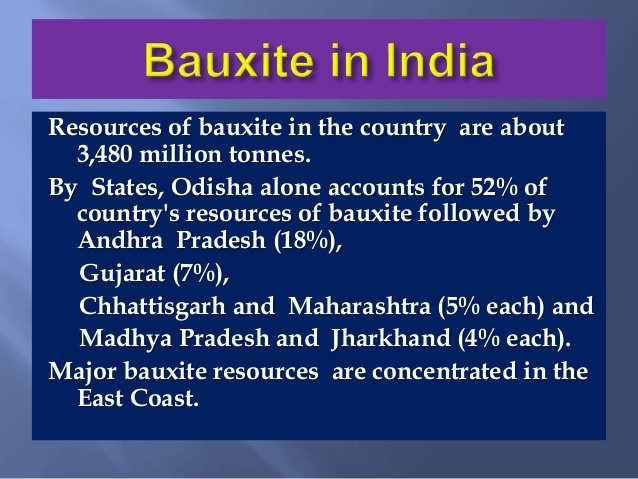 Bauxite in India
Resources of bauxite in the country are about
3,480 million tonnes.
By States, Odisha alone accounts for 52% of
country's resources of bauxite followed by
Andhra Pradesh (18%),
Gujarat (7%),
Chhattisgarh and Maharashtra (5% each) and
Madhya Pradesh and Jharkhand (4% each).
Major bauxite resources are concentrated in the
East Coast.